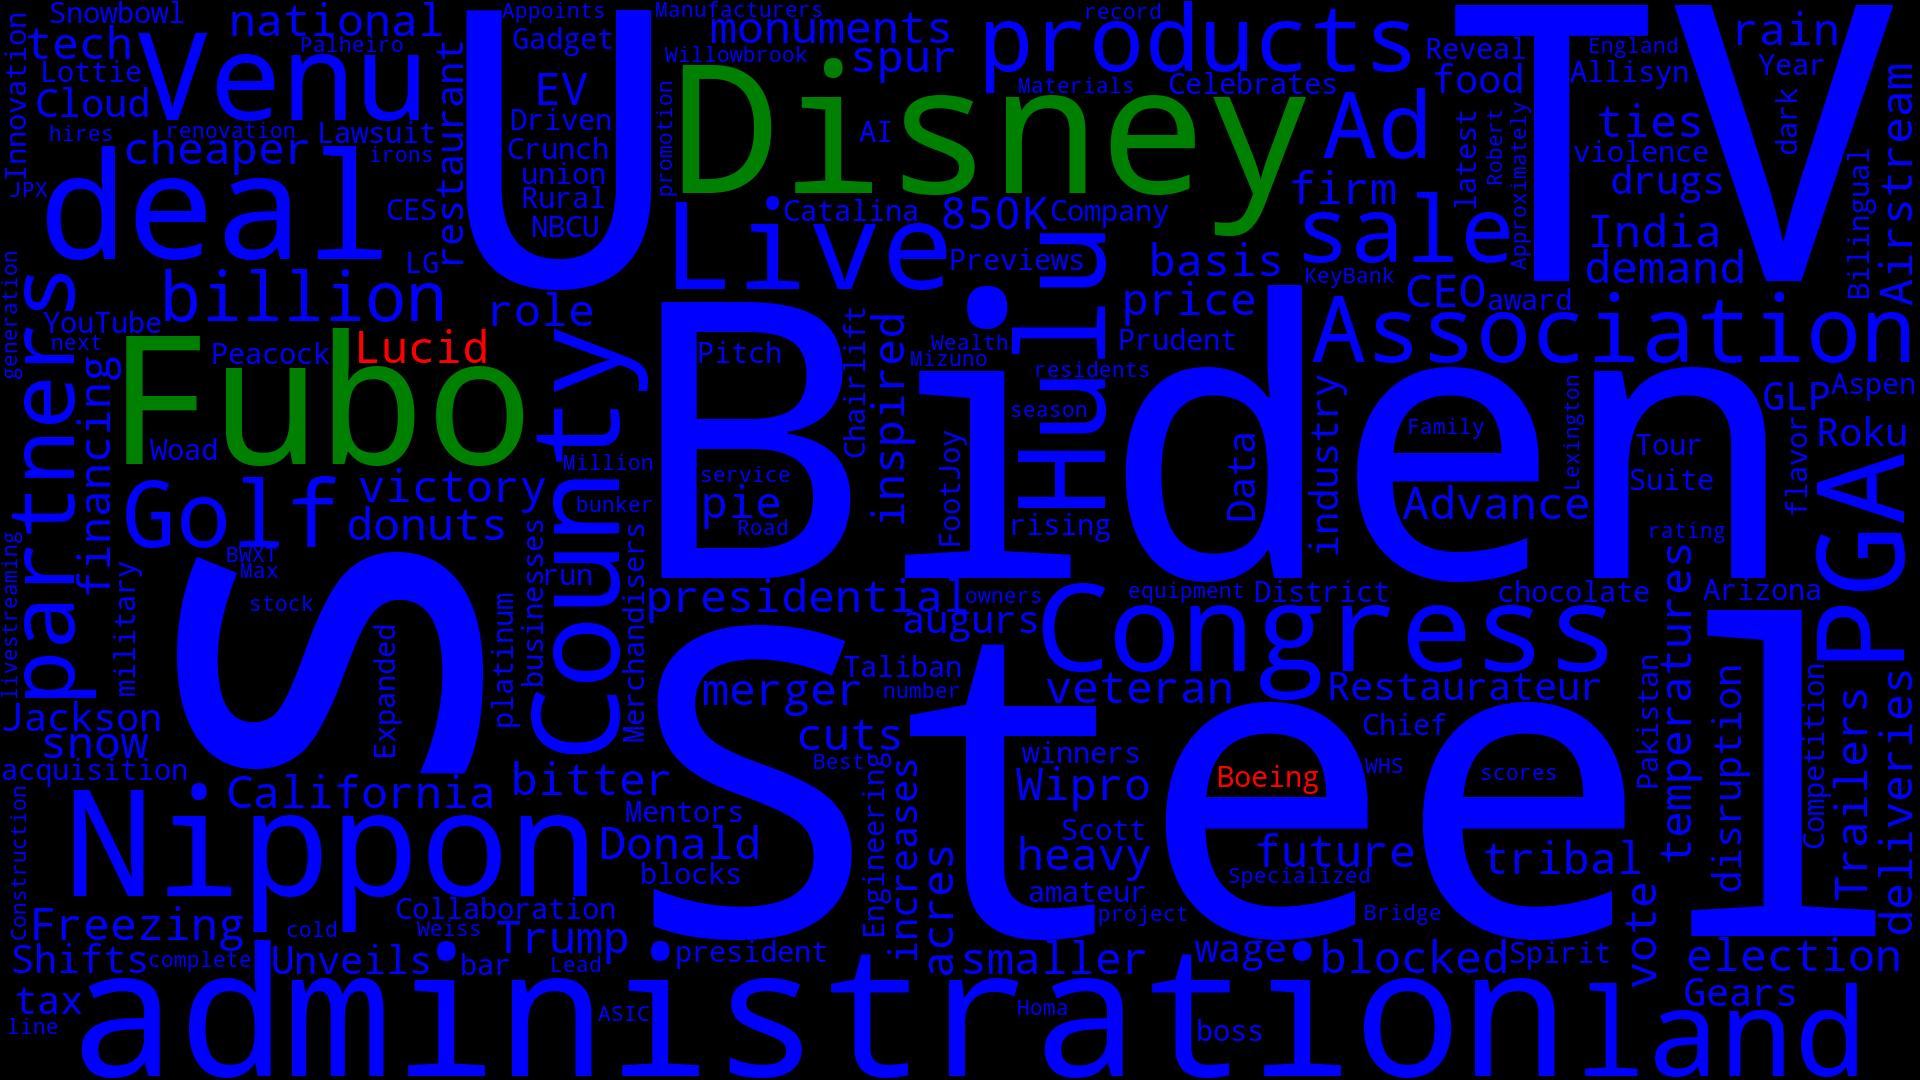 Snowbowl
national
Appoints
Manufacturers
record
products
TV
rain
tech
Venu
Palheiro
U
Gadget
monuments
Reveal
England
Innovation
Lottie
restaurant
Willowbrook
spur
Materials
Celebrates
food
Allisyn
Year
Cloud
EV
Disney
Ad
dark
Airstream
hires
renovation
Lawsuit
Driven
promotion
AI
latest
Robert
Approximately
ties
cheaper
irons
Crunch
violence
Bilingual
JPX
deal
union
firm
drugs
CES
Rural
Live
Catalina
850K
Company
sale
NBCU
India
generation
LG
Previews
Hulu
basis
KeyBank
demand
partners
billion
role
price
CEO
award
YouTube
Association
next
Fubo
Peacock
Lucid
County
Biden
Pitch
Chairlift
inspired
Wealth
Mizuno
Prudent
financing
residents
industry
Lexington
GLP
Aspen
Woad
season
Family
flavor
Roku
Million
service
FootJoy
Data
Tour
PGA
Golf
victory
pie
Suite
donuts
bunker
Road
rising
Advance
rating
livestreaming
BWXT
businesses
Merchandisers
military
Max
S
run
presidential
owners
equipment
District
chocolate
temperatures
Arizona
stock
platinum
augurs
Congress
Expanded
Steel
Taliban
Pakistan
disruption
Competition
Trailers
deliveries
Jackson
merger
number
veteran
Restaurateur
snow
cuts
Chief
acquisition
bitter
Best
Engineering
increases
winners
Boeing
WHS
scores
Construction
Nippon
California
Wipro
Mentors
Scott
Donald
acres
heavy
future
tribal
blocks
Specialized
vote
amateur
Freezing
Collaboration
project
Bridge
cold
Weiss
Trump
Shifts
complete
Unveils
bar
Lead
president
smaller
wage
blocked
Spirit
election
tax
administration
land
Gears
line
ASIC
Homa
boss